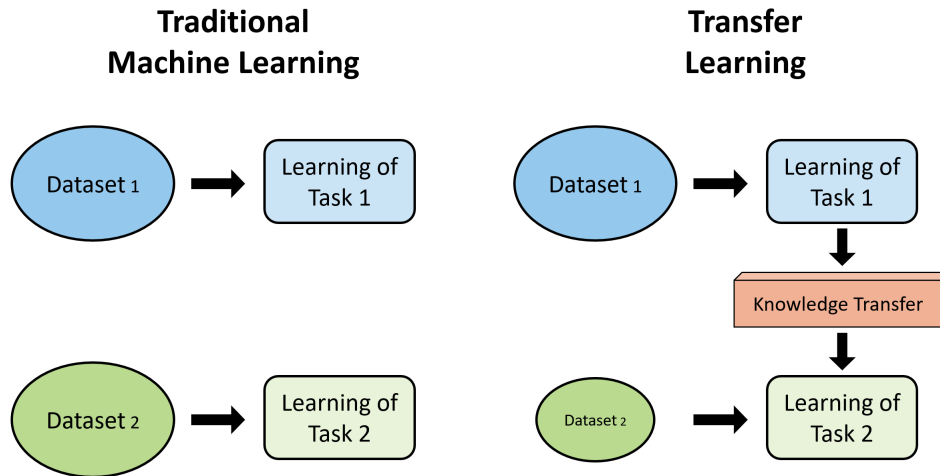 Traditional
Machine Learning
Dataset 1
Learning of
Task 1
Dataset 2
Learning of
Task 2
Transfer
Learning
Dataset 1
Learning of
Task 1
Knowledge Transfer
Dataset 2
Learning of
Task 2